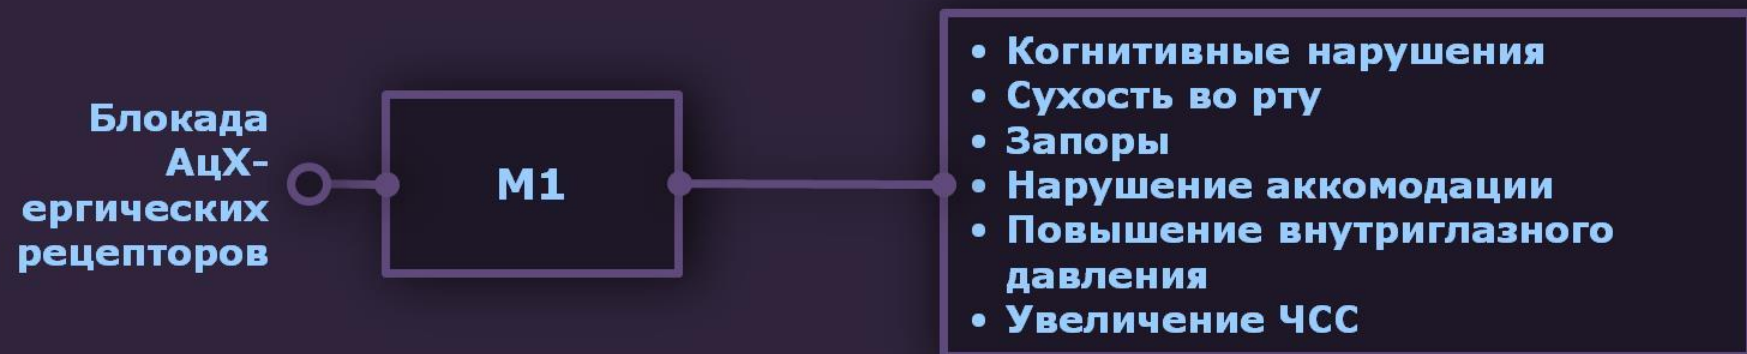 Блокада
АцХ-
ергических
рецепторов
М1
• Когнитивные нарушения
• Сухость во рту
• Запоры
• Нарушение аккомодации
• Повышение внутриглазного
давления
• Увеличение ЧСС